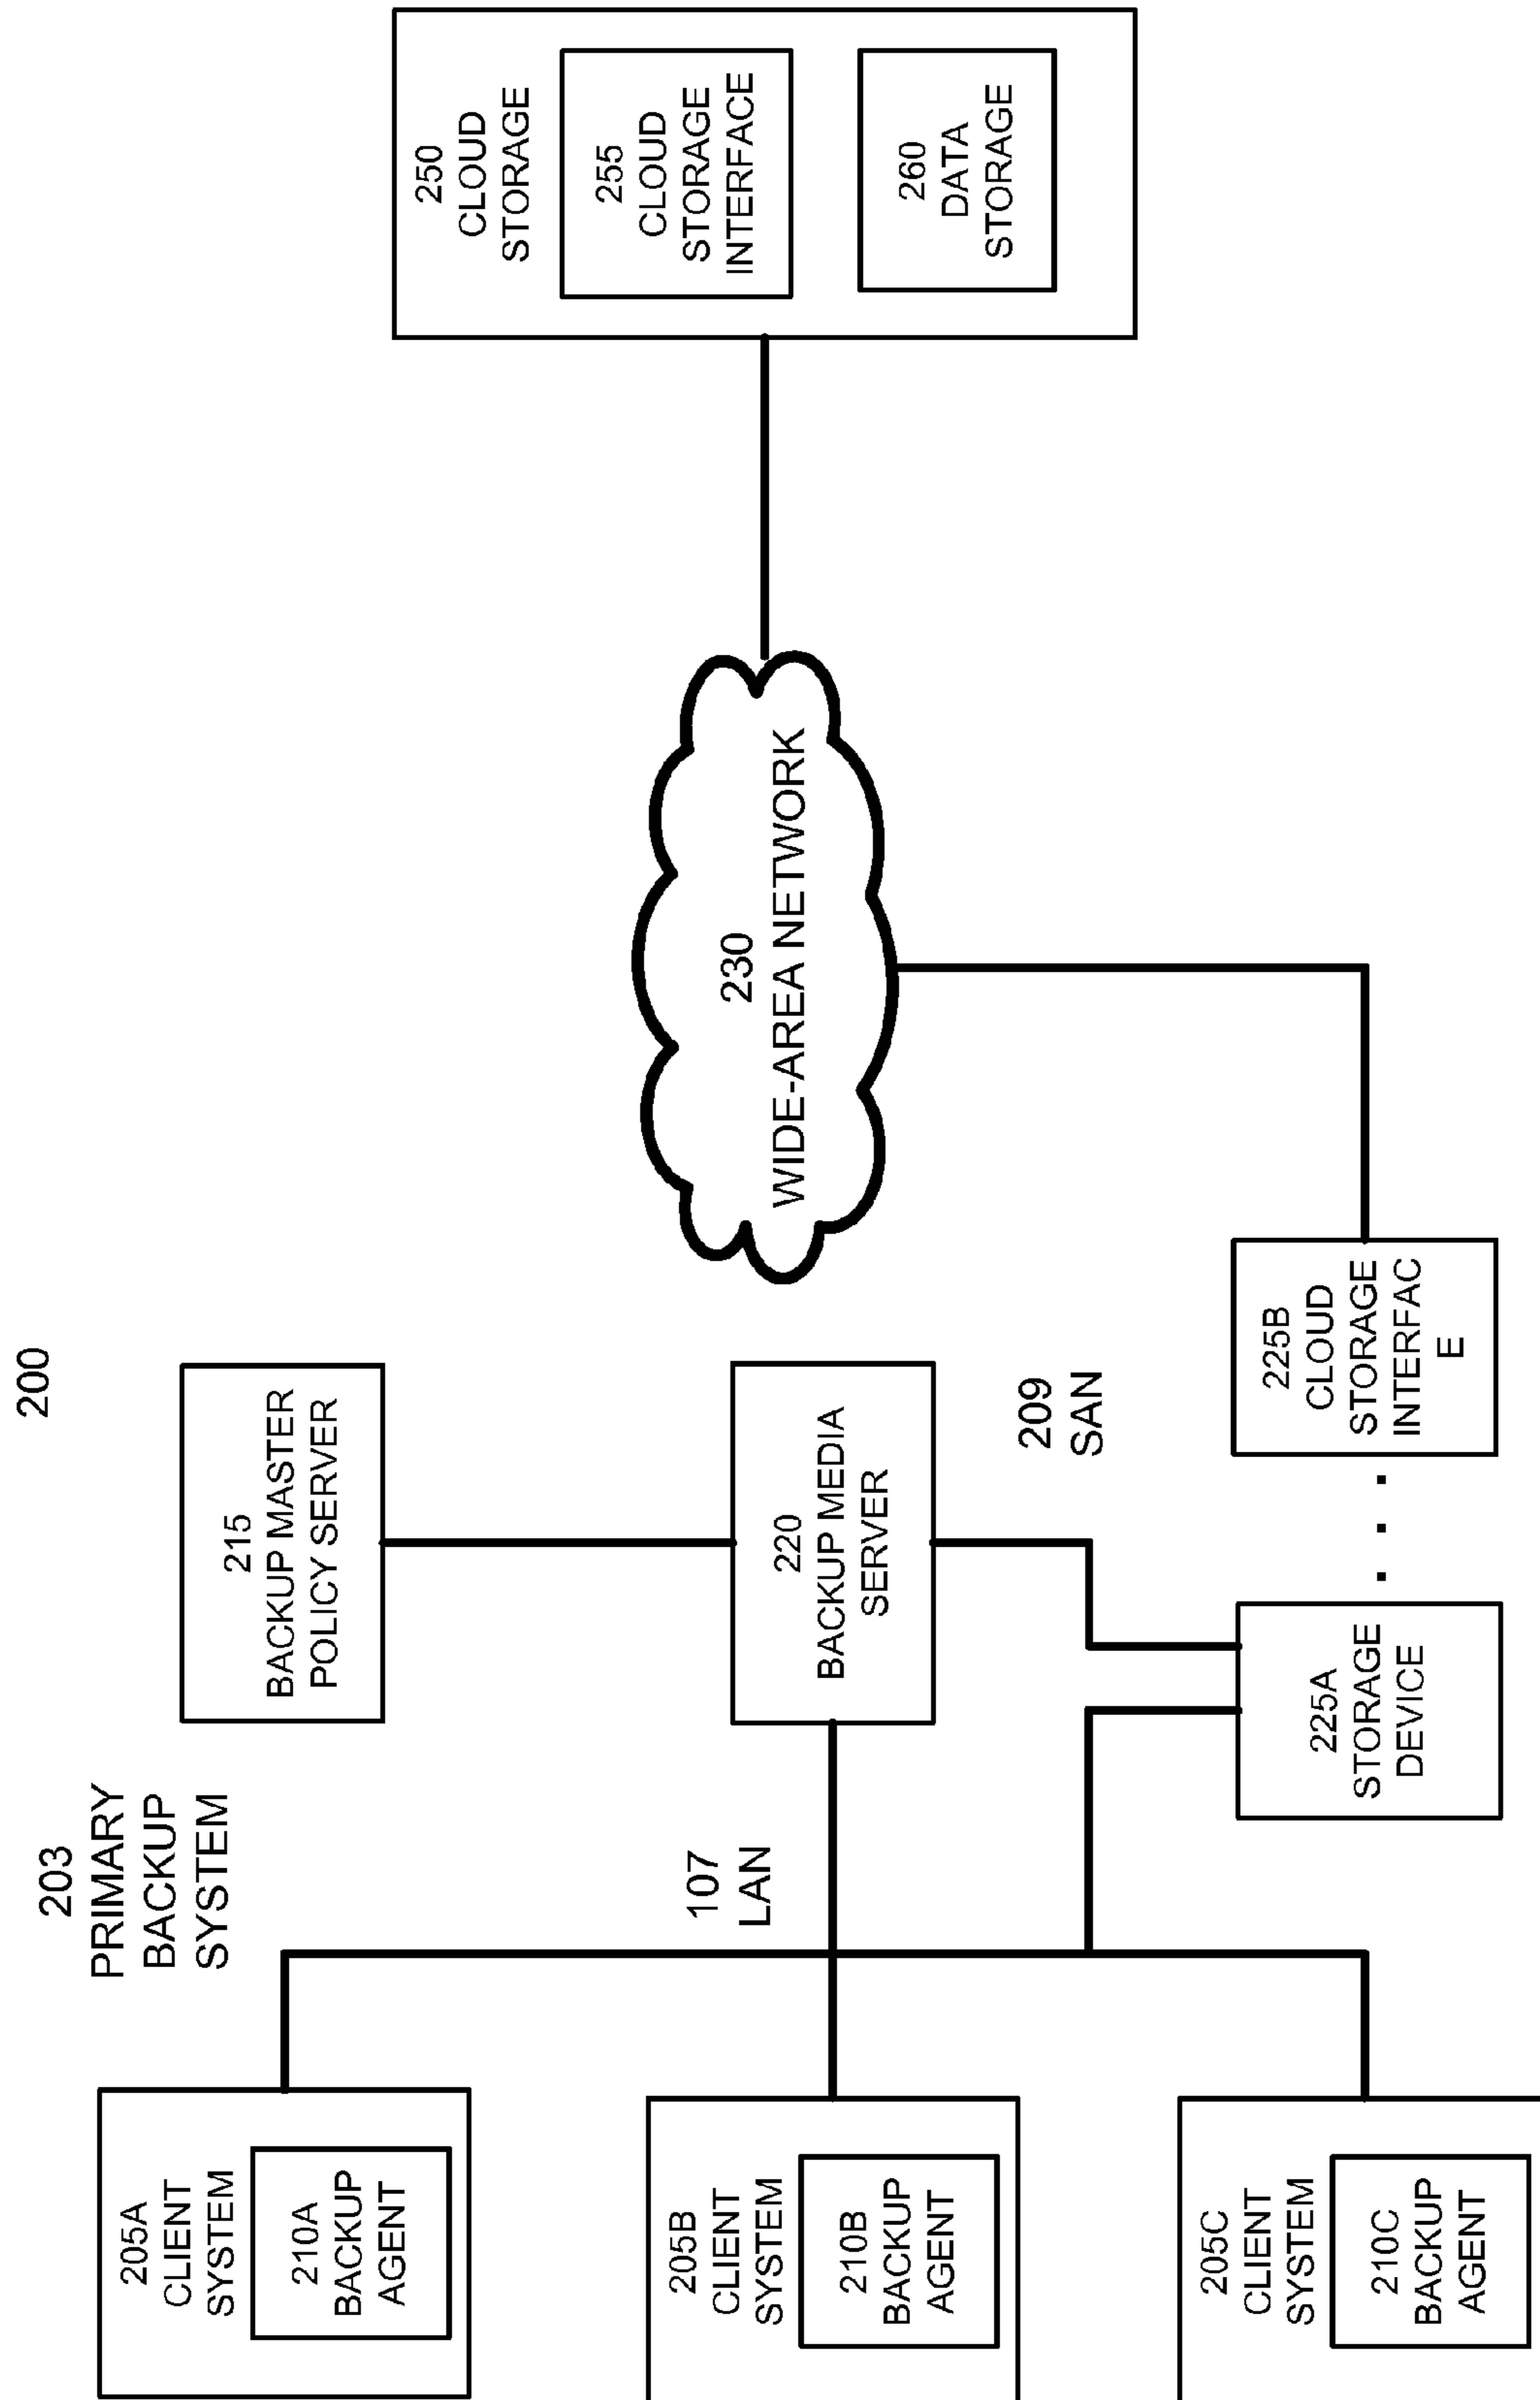 200
203
PRIMARY
BACKUP
SYSTEM
205A
CLIENT
SYSTEM
210A
BACKUP
AGENT
215
BACKUP MASTER
POLICY SERVER
250
CLOUD
STORAGE
255
CLOUD
STORAGE
INTERFACE
260
DATA
STORAGE
107
LAN
205B
CLIENT
SYSTEM
210B
BACKUP
AGENT
220
BACKUP MEDIA
SERVER
230
WIDE-AREA NETWORK
209
SAN
205C
CLIENT
SYSTEM
210C
BACKUP
AGENT
225A
STORAGE
DEVICE
. . .
225B
CLOUD
STORAGE
INTERFAC
E